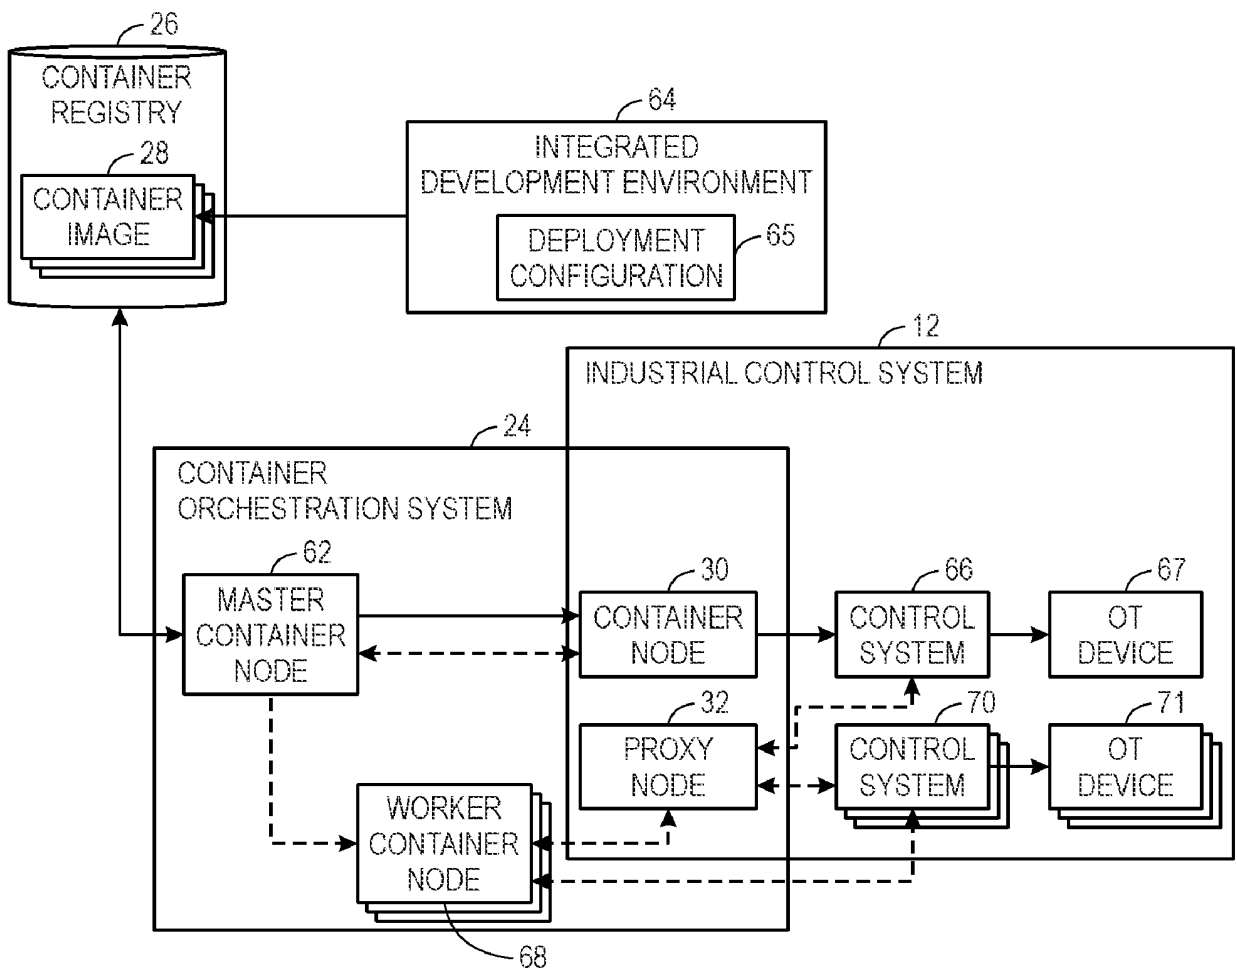 26
CONTAINER
REGISTRY
28
CONTAINER
IMAGE
64
INTEGRATED
DEVELOPMENT ENVIRONMENT
DEPLOYMENT
CONFIGURATION
65
12
INDUSTRIAL CONTROL SYSTEM
24
CONTAINER
ORCHESTRATION SYSTEM
62
MASTER
CONTAINER
NODE
30
CONTAINER
NODE
66
CONTROL
SYSTEM
67
OT
DEVICE
32
PROXY
NODE
70
CONTROL
SYSTEM
71
OT
DEVICE
WORKER
CONTAINER
NODE
68